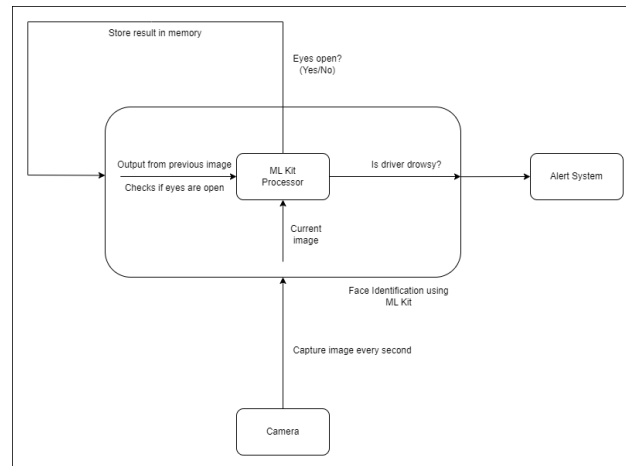 Store result in memory
Eyes open?
(Yes/No)
Output from previous image
Checks if eyes are open
ML Kit
Processor
Is driver drowsy?
Alert System
Current
image
Face Identification using
ML Kit
Capture image every second
Camera